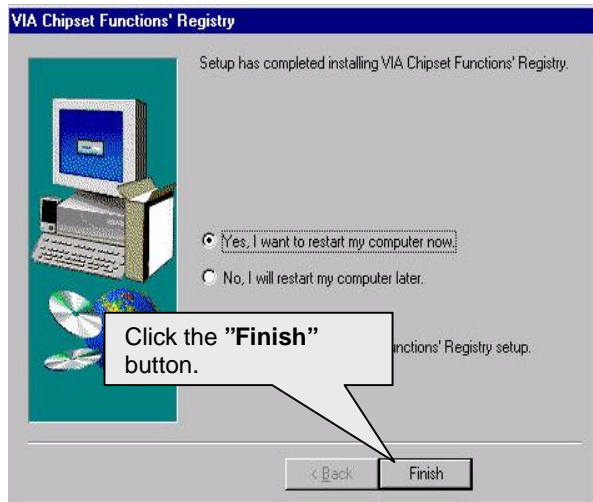 VIA Chipset Functions' Registry
Setup has completed installing VIA Chipset Functions' Registry.
Yes, I want to restart my computer now.
No, I will restart my computer later.
Click the ”Finish”
button.
unctions' Registry setup.
< Back
Finish